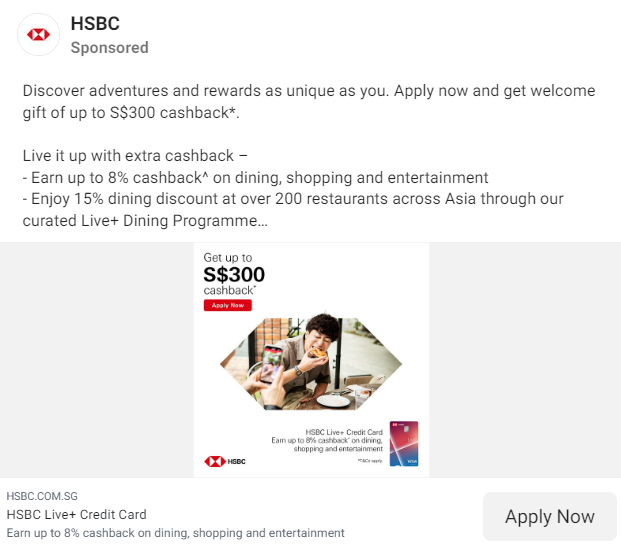 HSBC
Sponsored
Discover adventures and rewards as unique as you. Apply now and get welcome
gift of up to S$300 cashback*.
Live it up with extra cashback –
- Earn up to 8% cashback^ on dining, shopping and entertainment
- Enjoy 15% dining discount at over 200 restaurants across Asia through our
curated Live+ Dining Programme...
Get up to
S$300
cashback*
Apply Now
HSBC Live+ Credit Card
Earn up to 8% cashback^ on dining,
shopping and entertainment
*T&Cs apply.
HSBC
VISA
HSBC.COM.SG
HSBC Live+ Credit Card
Earn up to 8% cashback on dining, shopping and entertainment
Apply Now